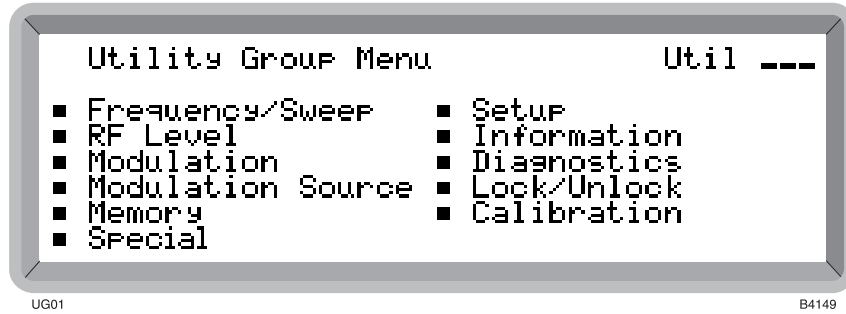 Utility Group Menu Util ___
■ Frequency/Sweep ■ Setup
■ RF Level ■ Information
■ Modulation ■ Diagnostics
■ Modulation Source ■ Lock/Unlock
■ Memory ■ Calibration
■ Special
UG01 B4149